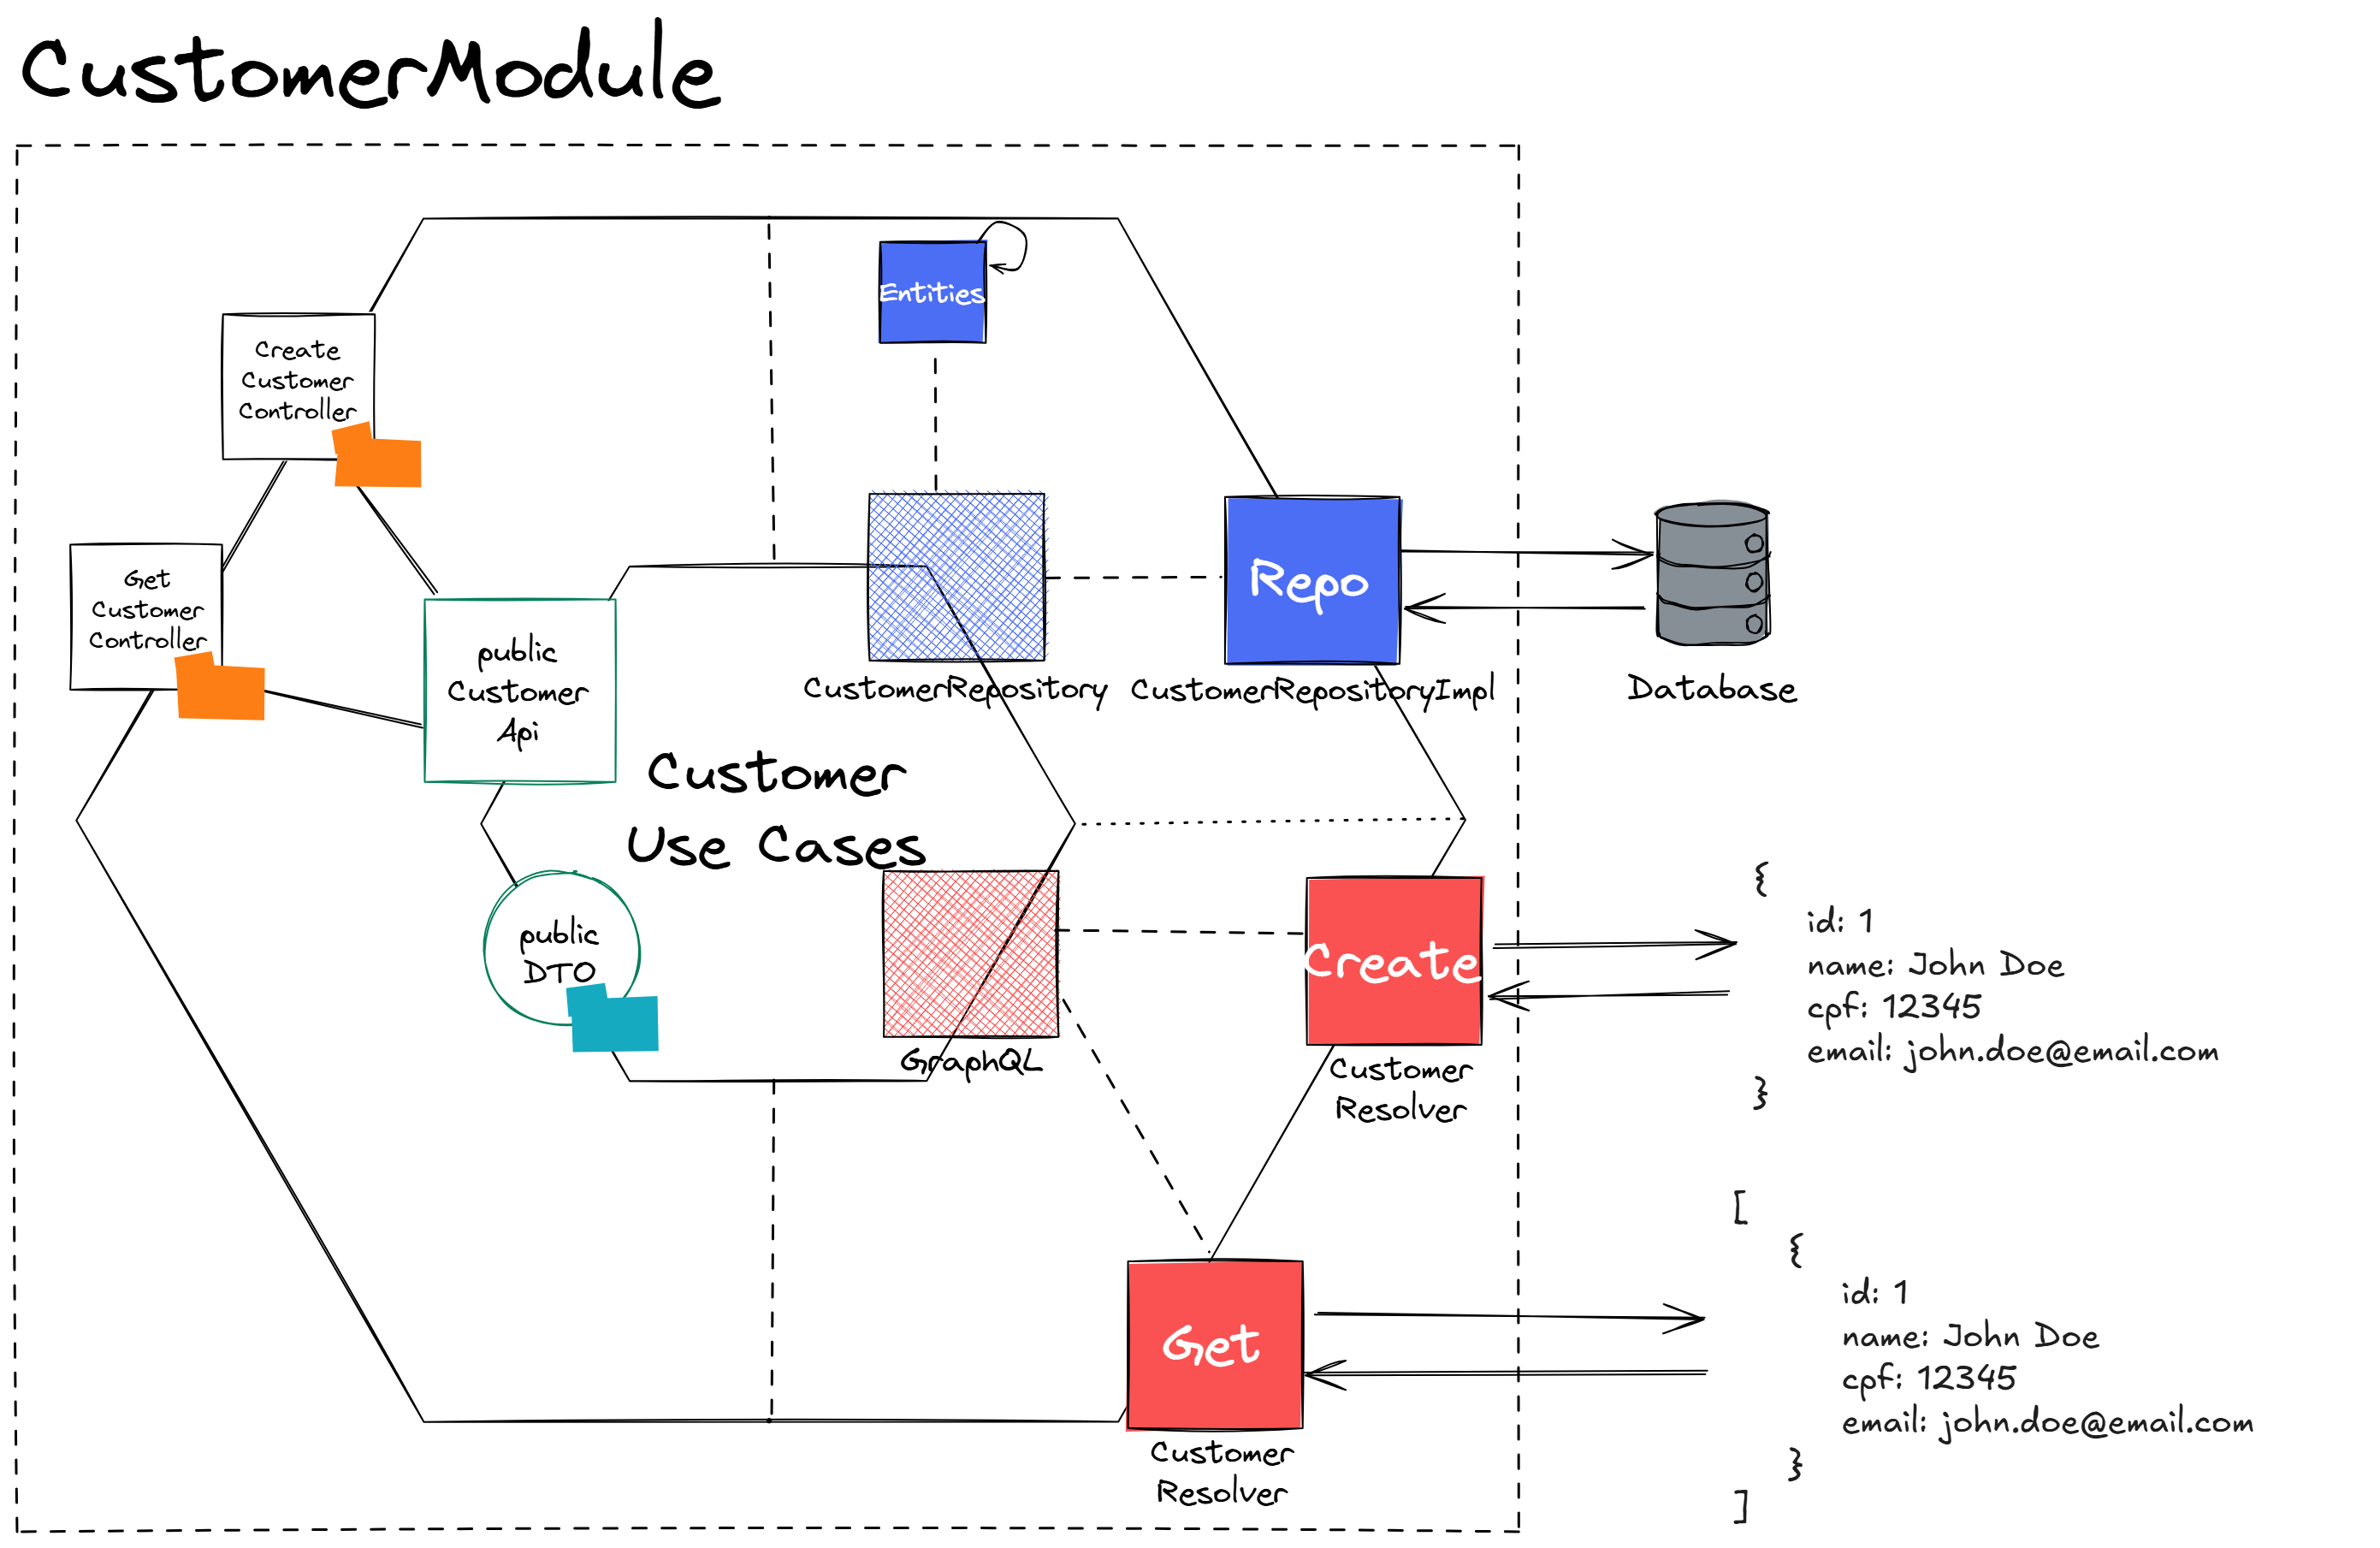 CustomerModule
Entities
Create
Customer
Controller
Get
Customer
Controller
public
Customer
Api
CustomerRepository
Repo
CustomerRepositoryImpl
Database
Customer
Use Cases
public
DTO
GraphQL
Create
Customer
Resolver
{
id: 1
name: John Doe
cpf: 12345
email: john.doe@email.com
}
Get
Customer
Resolver
[
{
id: 1
name: John Doe
cpf: 12345
email: john.doe@email.com
}
]